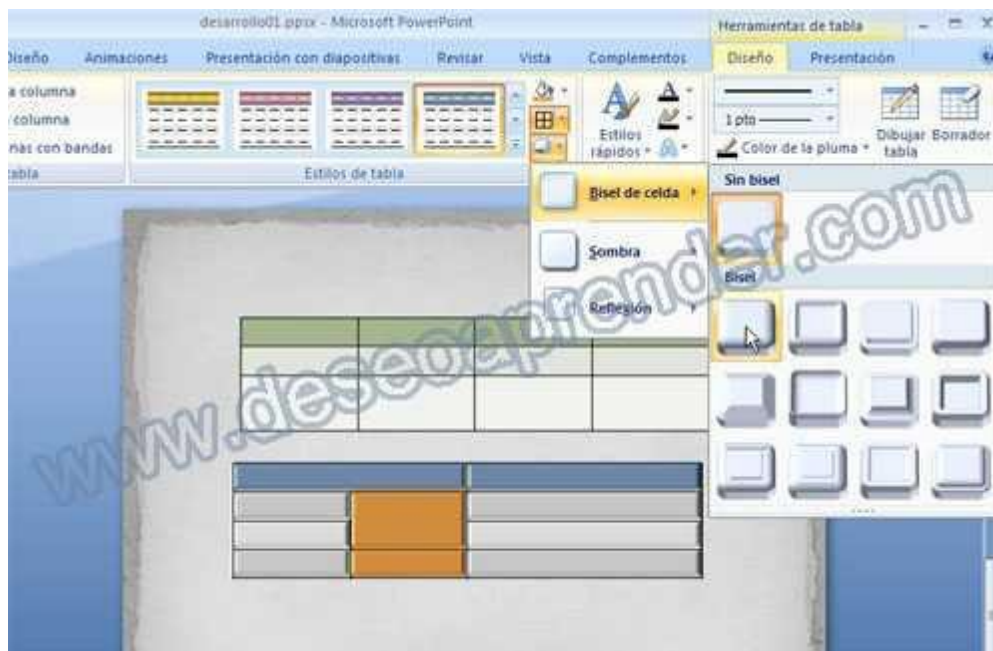 desarrollo01.pptx - Microsoft PowerPoint
Herramientas de tabla
Diseño Animaciones Presentación con diapositivas Revisar Vista Complementos Diseño Presentación
a columna
columna
nas con bandas
tabla
Estilos de tabla
Estilos rápidos
1 pto
Color de la pluma
Dibujar tabla
Borrador
Bisel de celda
Sombra
Reflexión
Sin bisel
Bisel
www.deseoaprender.com